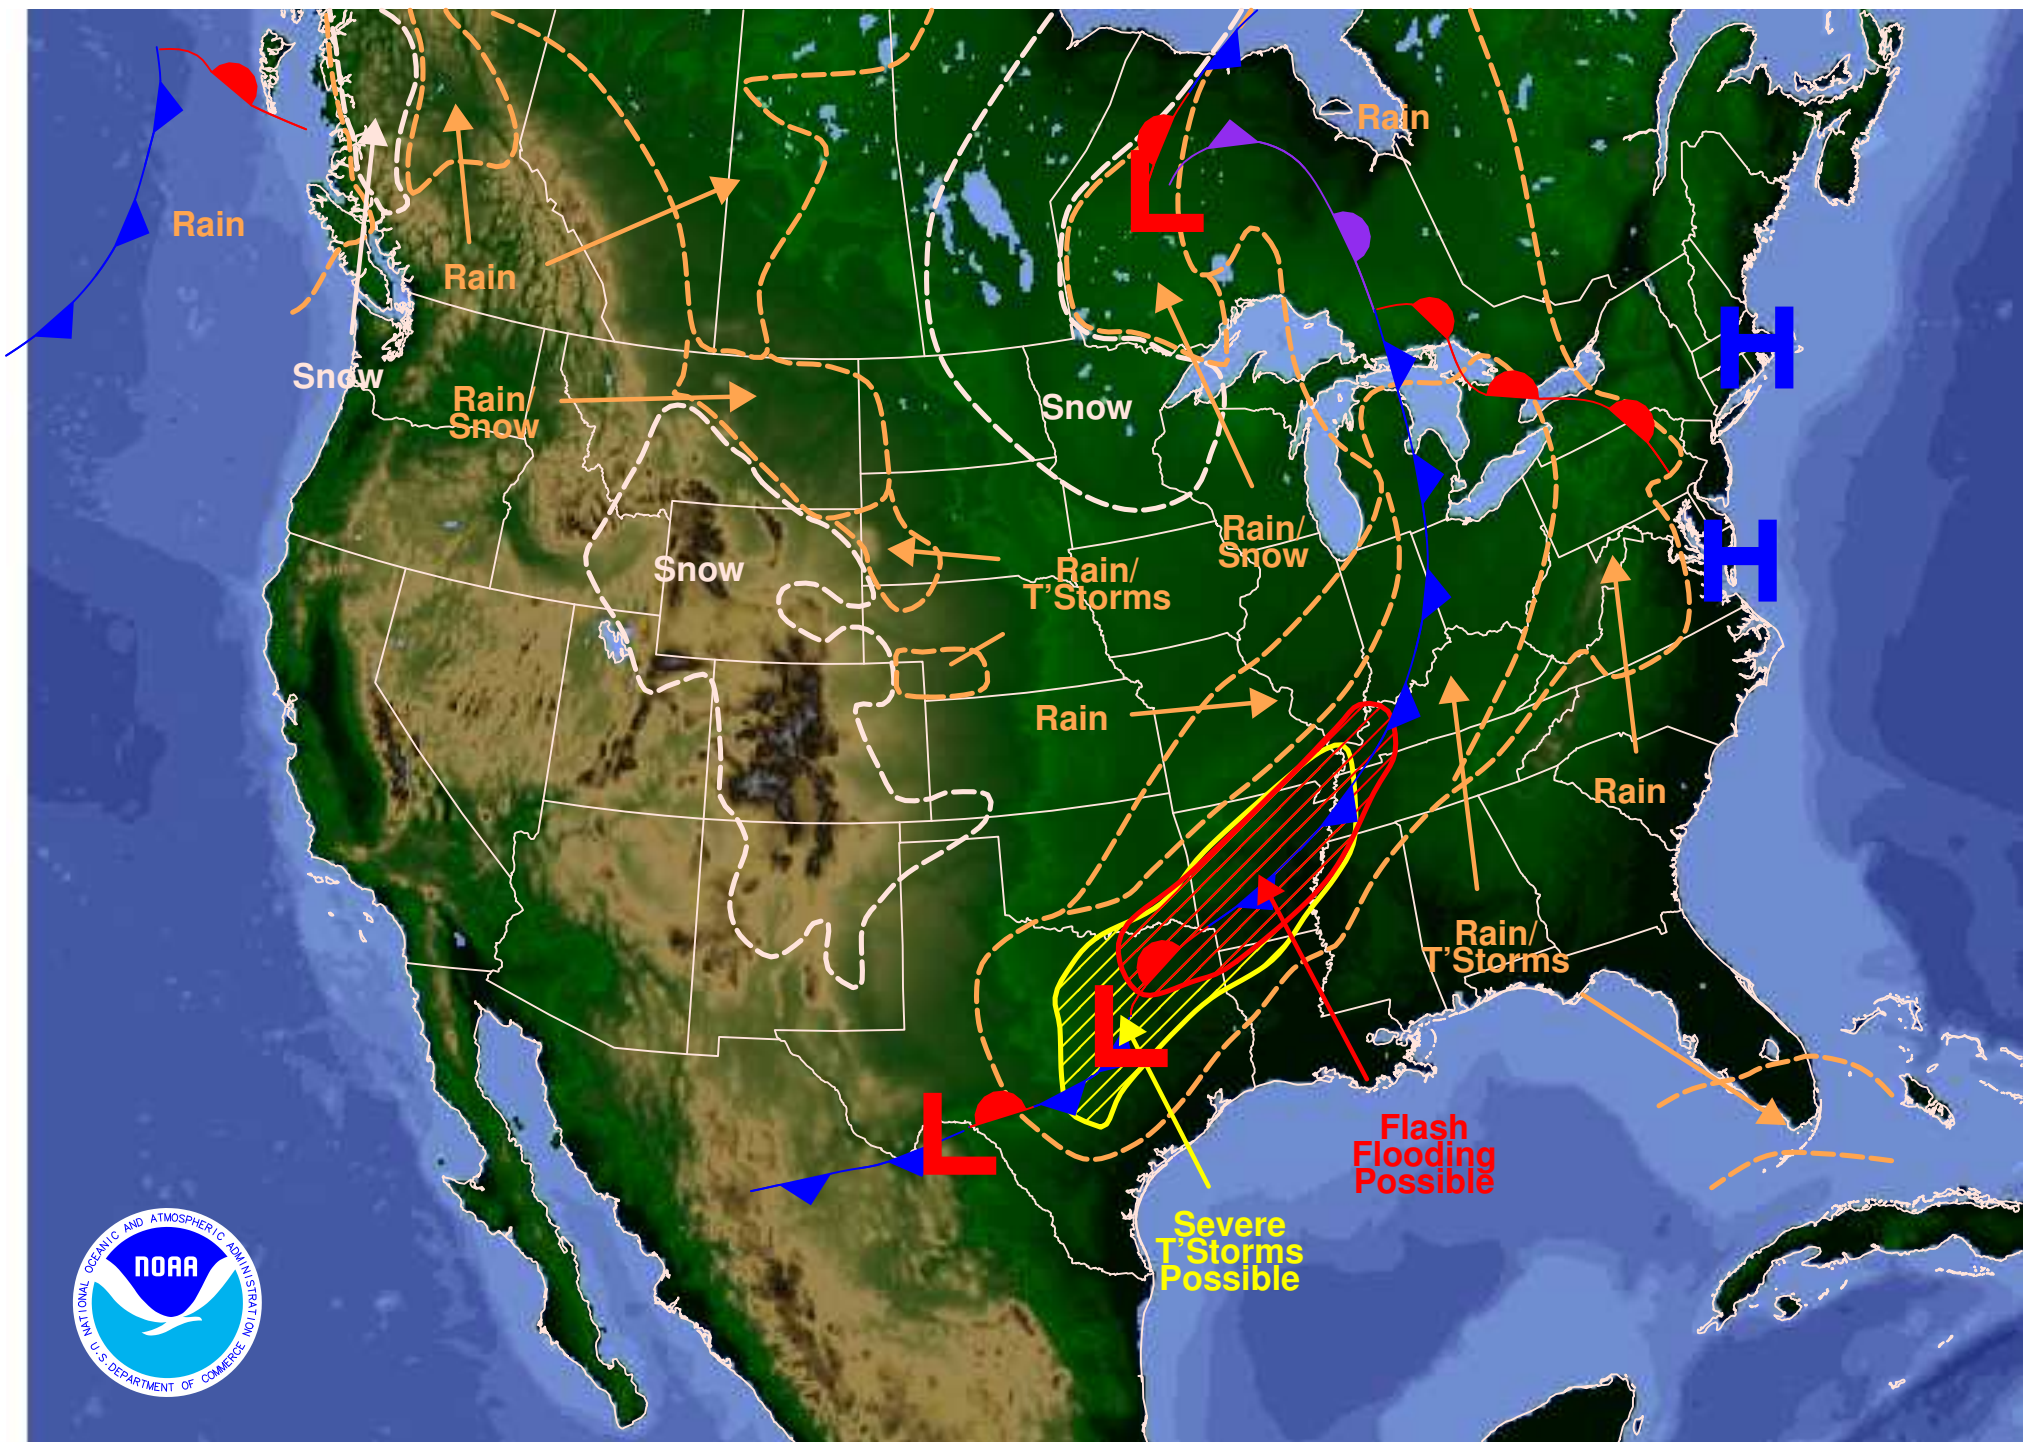 Rain
Rain
Rain
Snow
Rain
Snow
Snow
Rain/
Snow
Snow
Rain/
T'Storms
Rain
Rain
Rain/
T'Storms
Flash
Flooding
Possible
Severe
T'Storms
Possible
L
L
L
H
H
NATIONAL OCEANIC AND ATMOSPHERIC ADMINISTRATION
NOAA
U.S. DEPARTMENT OF COMMERCE